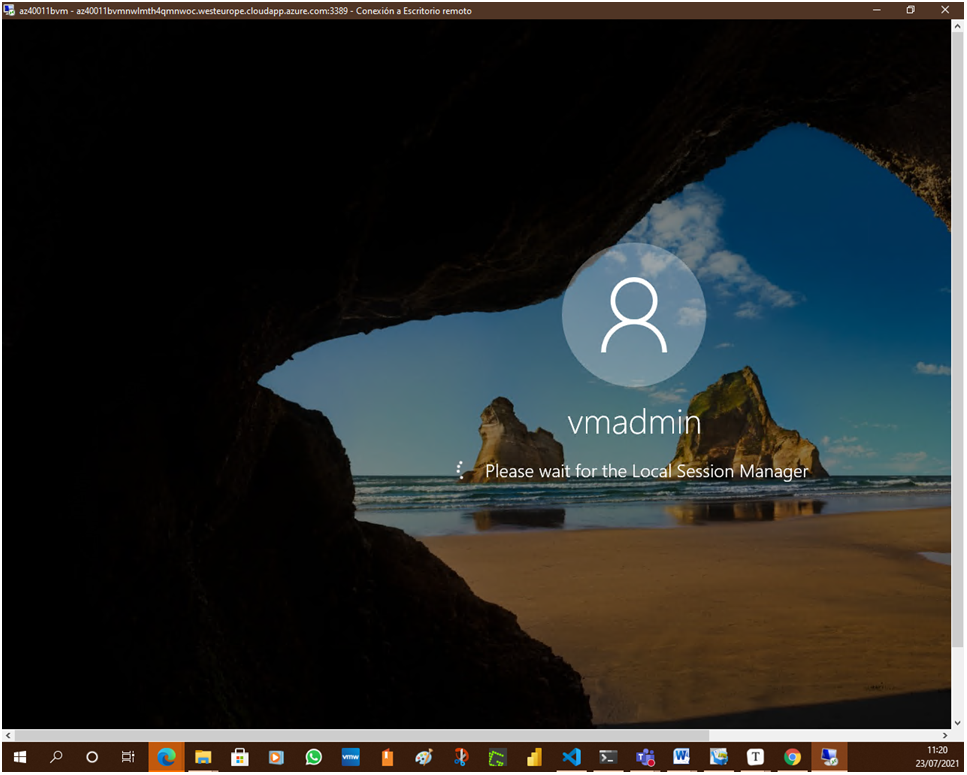 az40011bvm - az40011bvmnwlmth4qmnwoc.westeurope.cloudapp.azure.com:3389 - Conexión a Escritorio remoto
vmadmin
Please wait for the Local Session Manager
vmw
T
11:20
23/07/2021